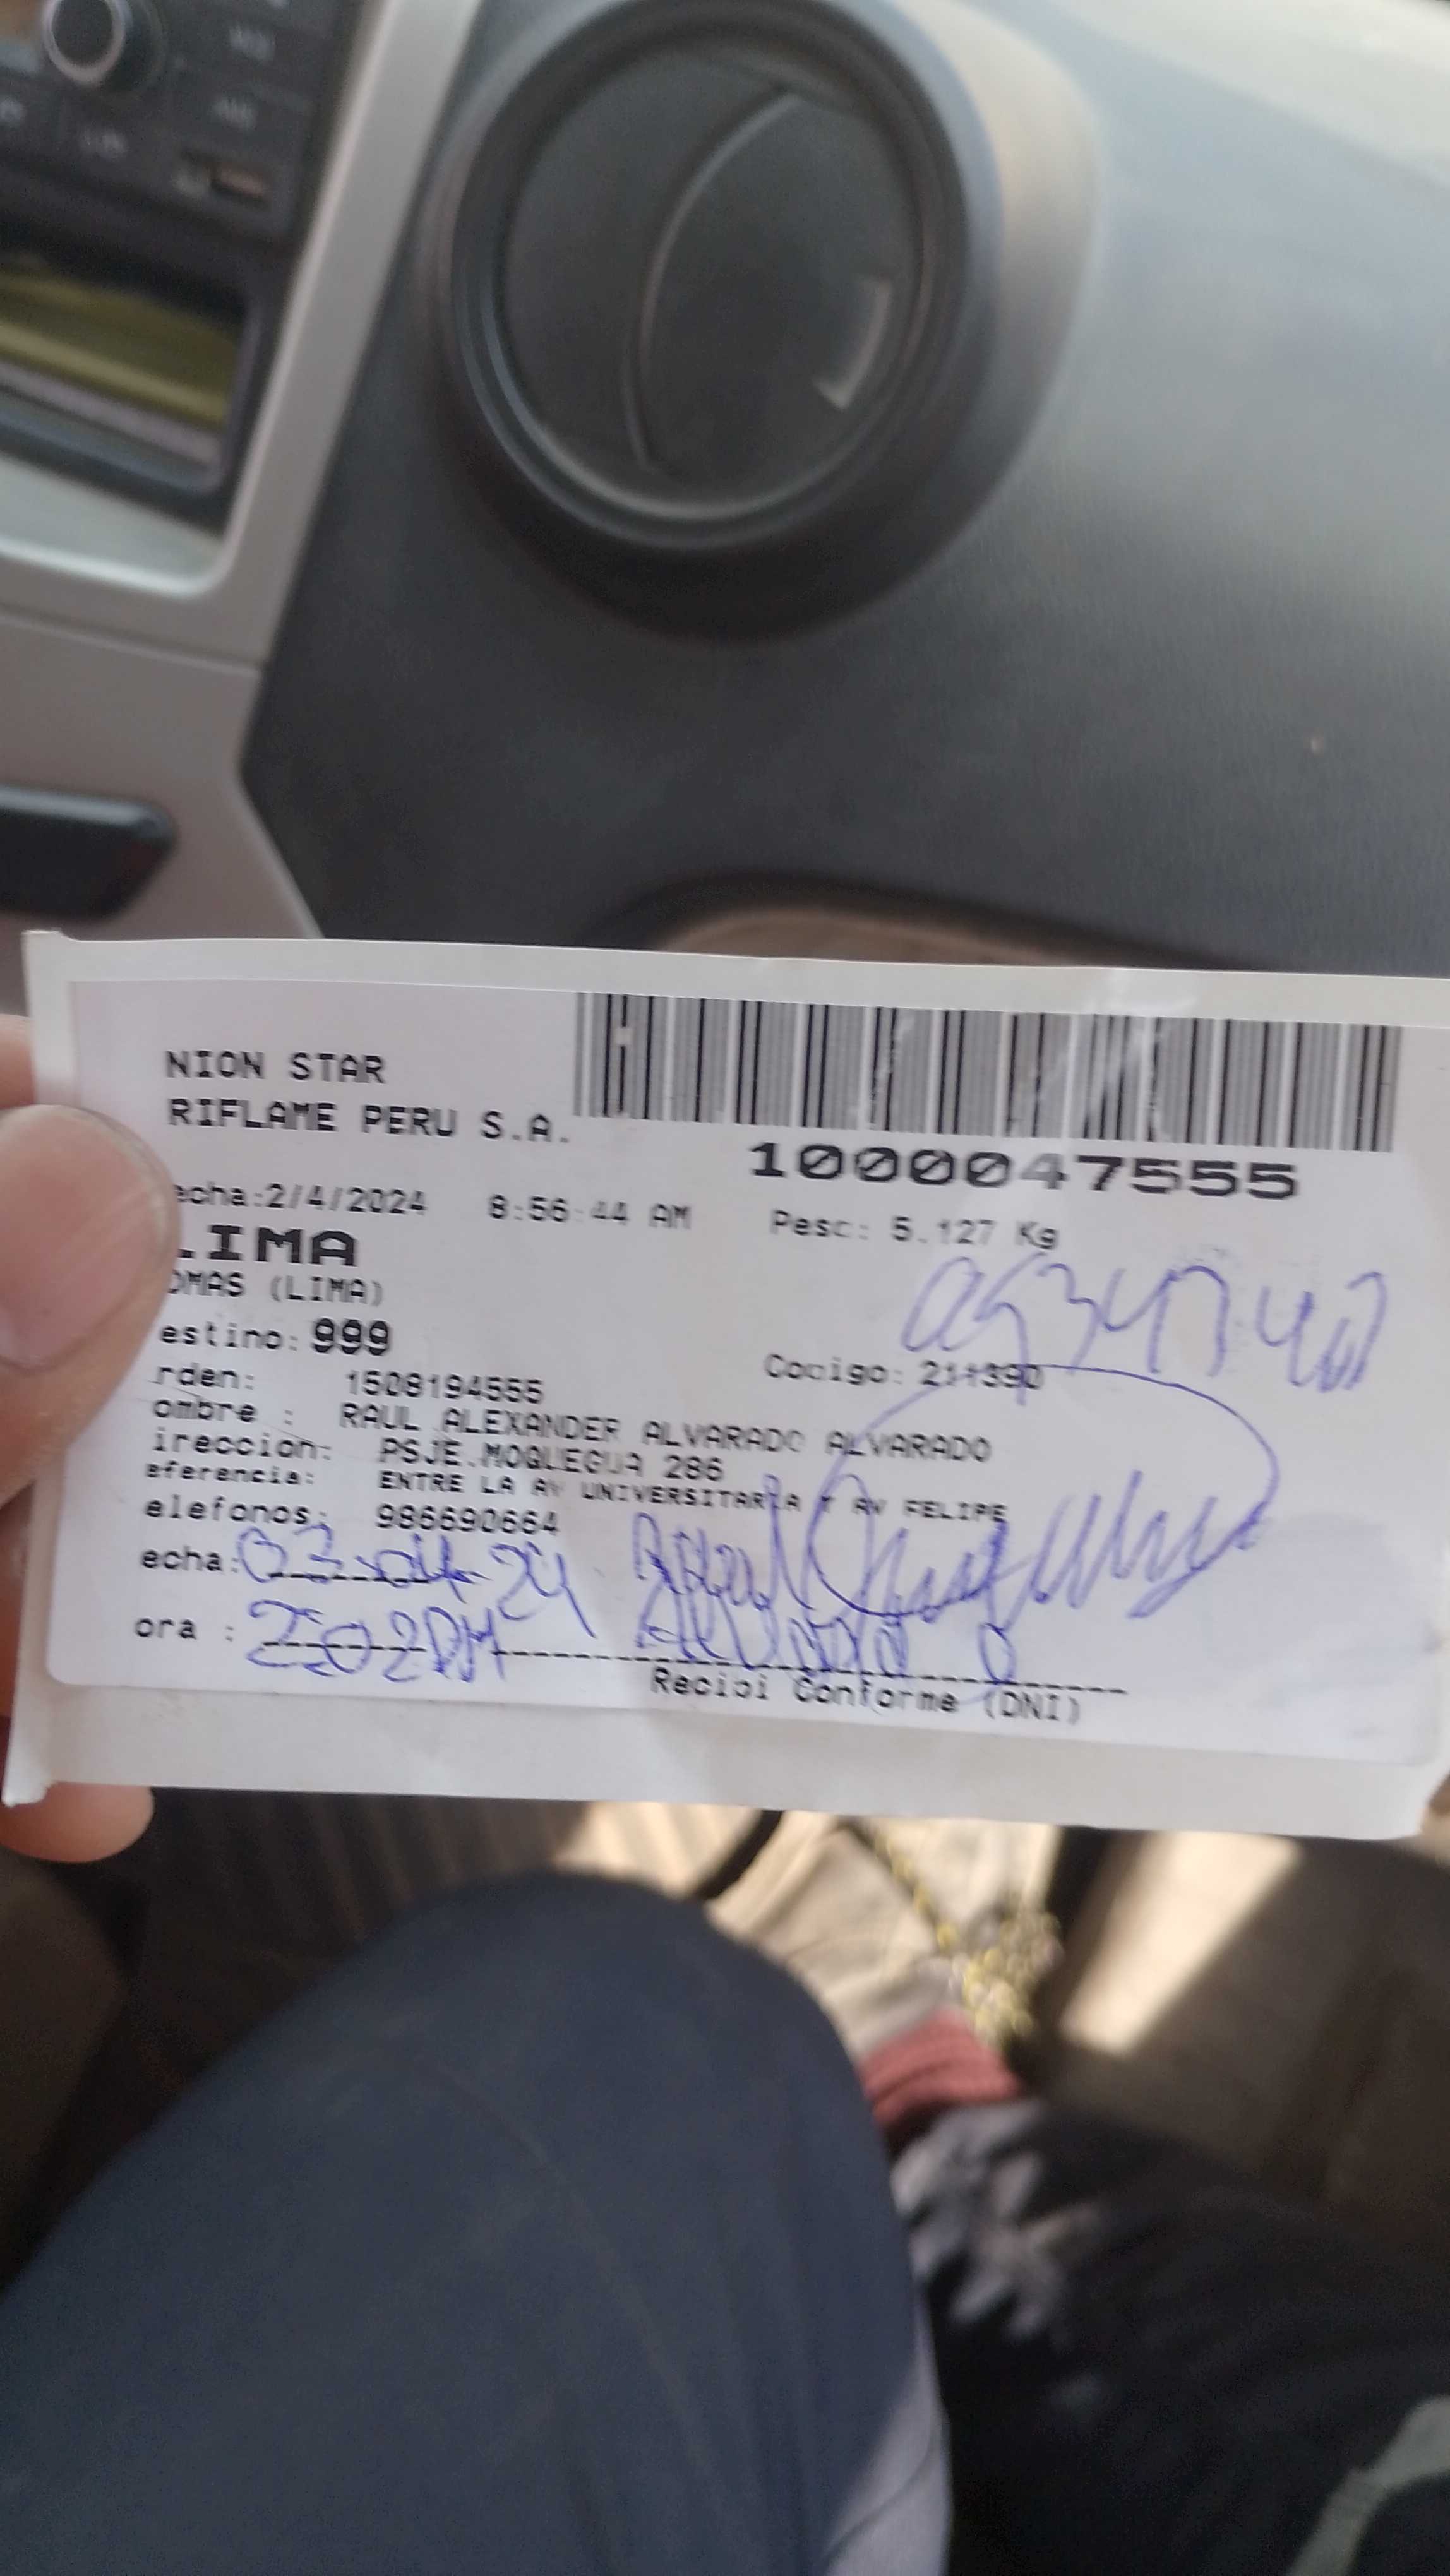 NION STAR
RIFLAME PERU S.A.
1000047555
echa:2/4/2024 8:56:44 AM Peso: 5.127 Kg
LIMA
OMAS (LIMA)
estino: 999
Codigo: 211390
rden: 1508194555
ombre : RAUL ALEXANDER ALVARADO ALVARADO
ireccion: PSJE.MOQUEGUA 286
eferencia: ENTRE LA AV UNIVERSITARIA Y AV FELIPE
elefonos: 986690664
echa: 03-04-24
ora :
Recibi Conforme (DNI)